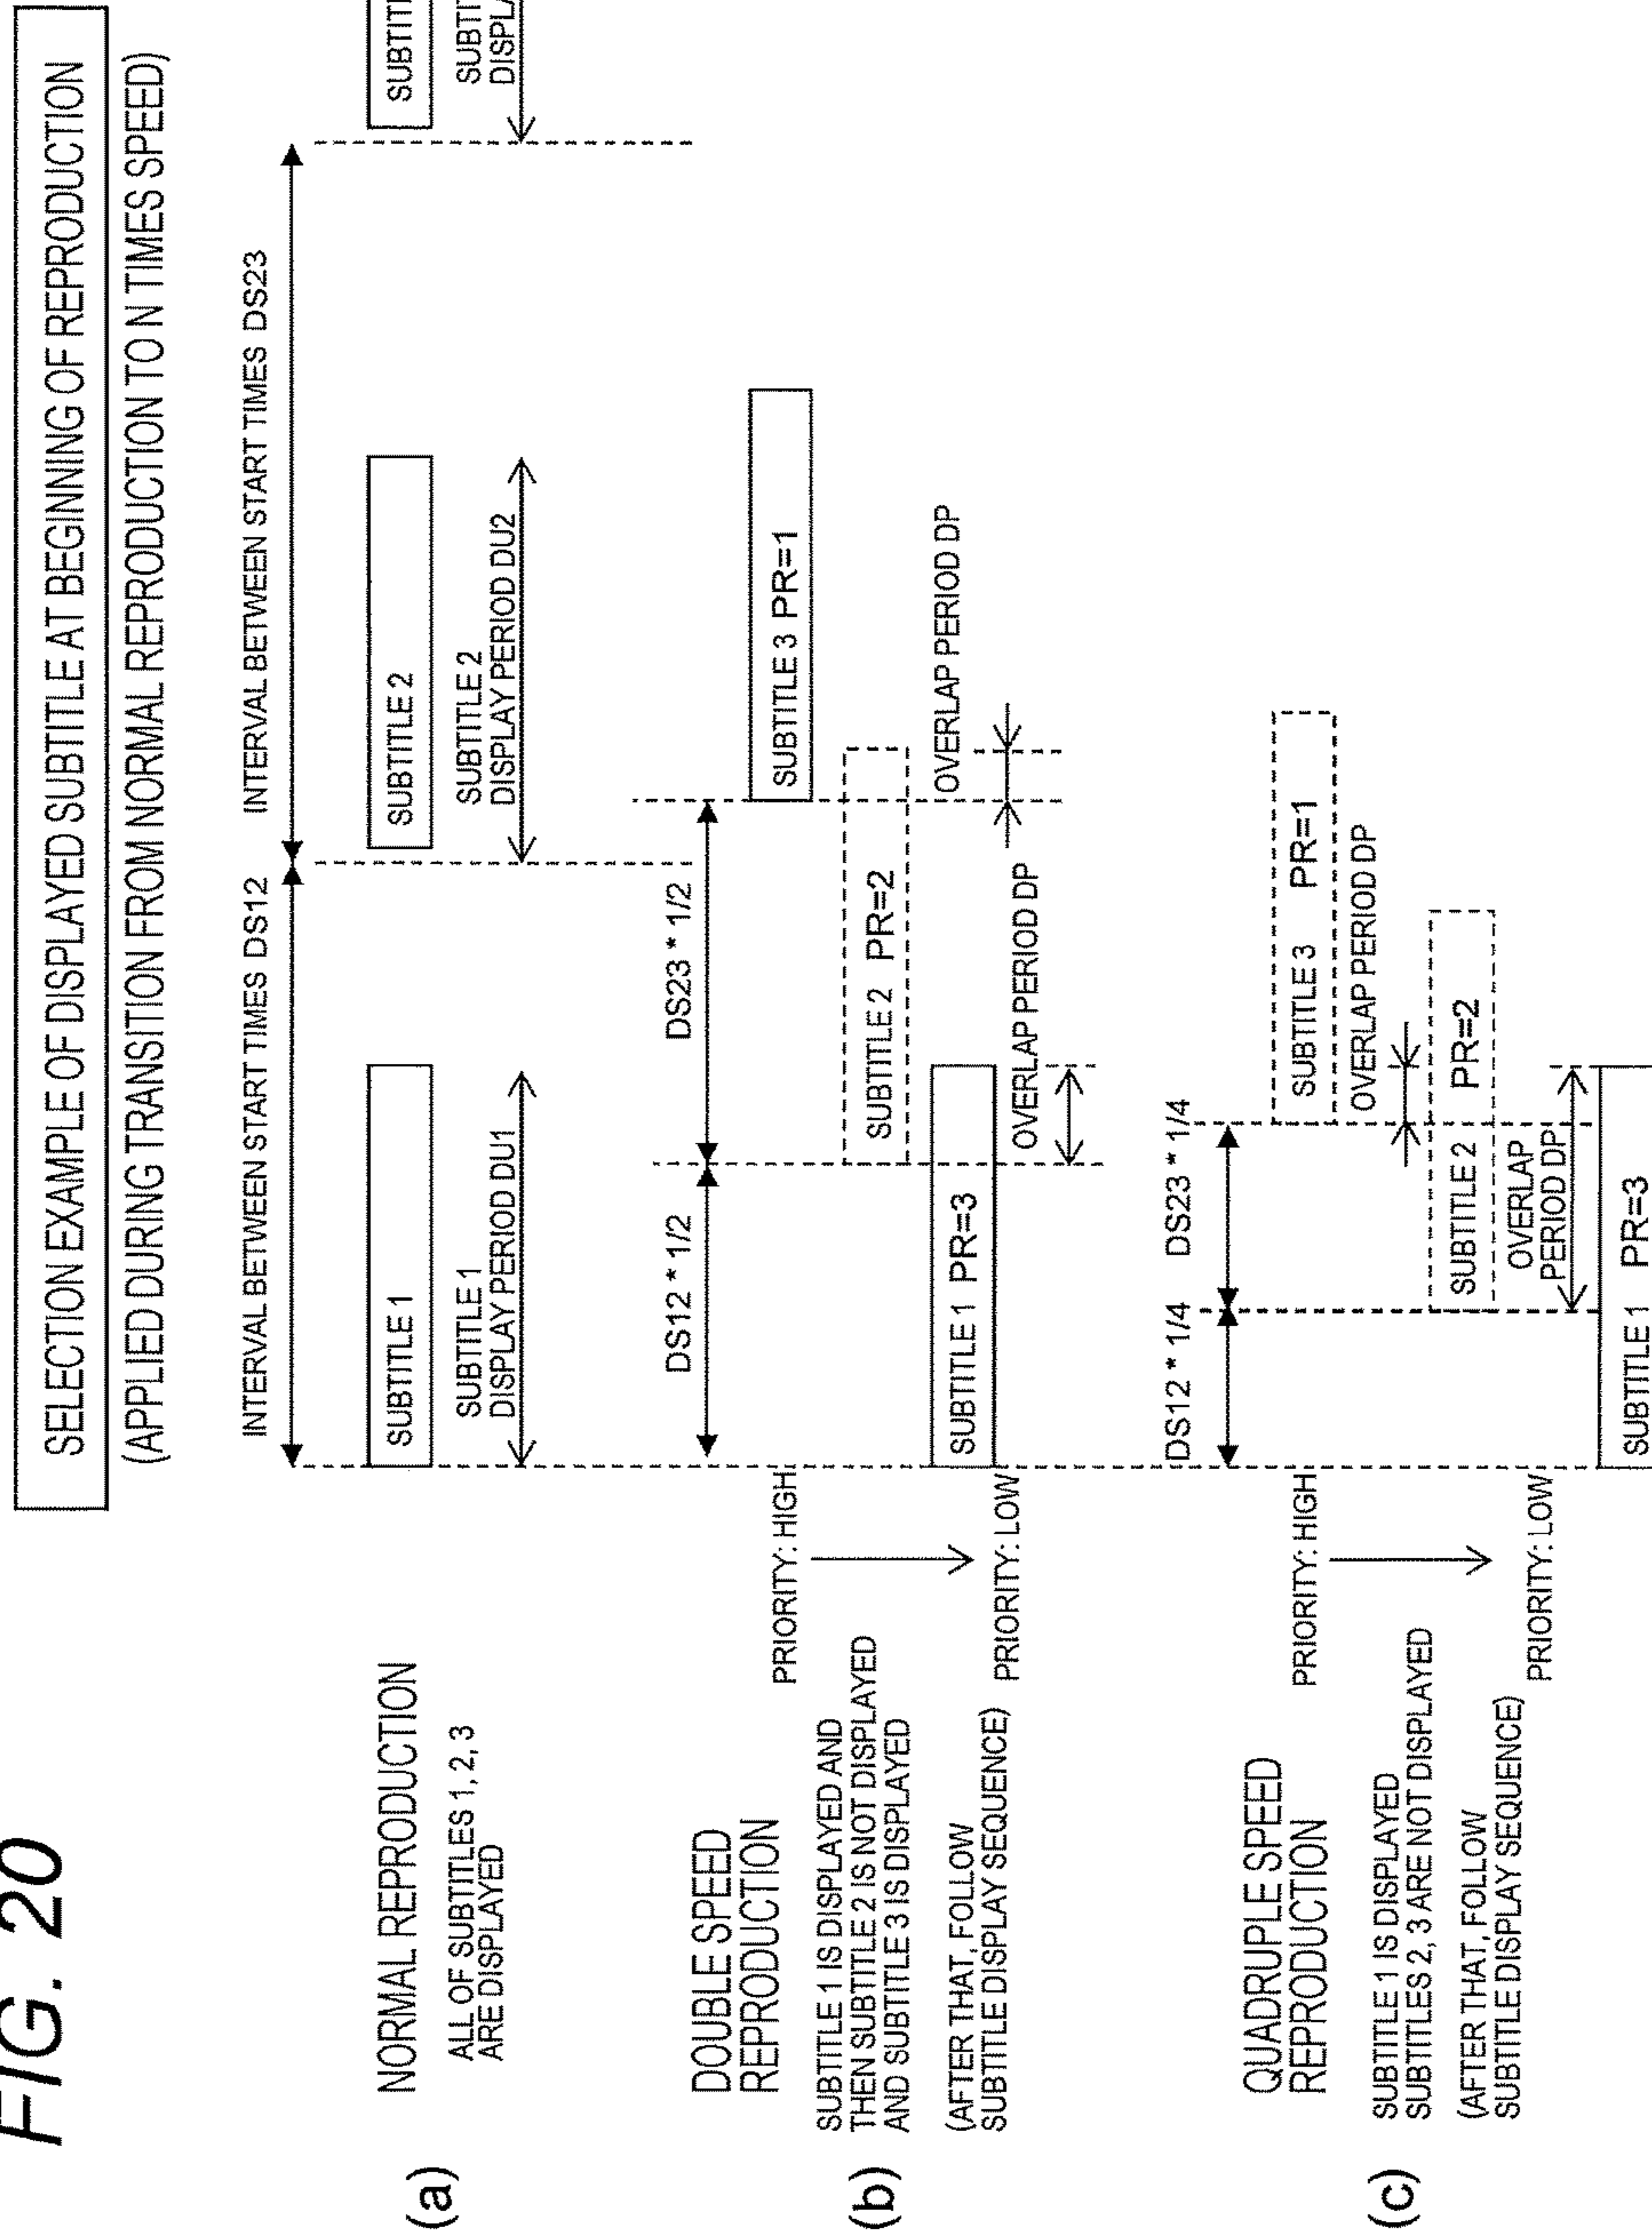 FIG. 20
SELECTION EXAMPLE OF DISPLAYED SUBTITLE AT BEGINNING OF REPRODUCTION
(APPLIED DURING TRANSITION FROM NORMAL REPRODUCTION TO N TIMES SPEED)
INTERVAL BETWEEN START TIMES DS12
INTERVAL BETWEEN START TIMES DS23
(a)
NORMAL REPRODUCTION
ALL OF SUBTITLES 1, 2, 3
ARE DISPLAYED
SUBTITLE 1
SUBTITLE 1
DISPLAY PERIOD DU1
SUBTITLE 2
SUBTITLE 2
DISPLAY PERIOD DU2
SUBTITL
SUBTIT
DISPLA
(b)
DOUBLE SPEED
REPRODUCTION
SUBTITLE 1 IS DISPLAYED AND
THEN SUBTITLE 2 IS NOT DISPLAYED
AND SUBTITLE 3 IS DISPLAYED
(AFTER THAT, FOLLOW
SUBTITLE DISPLAY SEQUENCE)
PRIORITY: HIGH
PRIORITY: LOW
DS12 * 1/2
DS23 * 1/2
SUBTITLE 3 PR=1
SUBTITLE 2 PR=2
OVERLAP PERIOD DP
SUBTITLE 1 PR=3
OVERLAP PERIOD DP
(c)
QUADRUPLE SPEED
REPRODUCTION
SUBTITLE 1 IS DISPLAYED
SUBTITLES 2, 3 ARE NOT DISPLAYED
(AFTER THAT, FOLLOW
SUBTITLE DISPLAY SEQUENCE)
PRIORITY: HIGH
PRIORITY: LOW
DS12 * 1/4
DS23 * 1/4
SUBTITLE 3 PR=1
OVERLAP PERIOD DP
SUBTITLE 2 PR=2
OVERLAP
PERIOD DP
SUBTITLE 1 PR=3